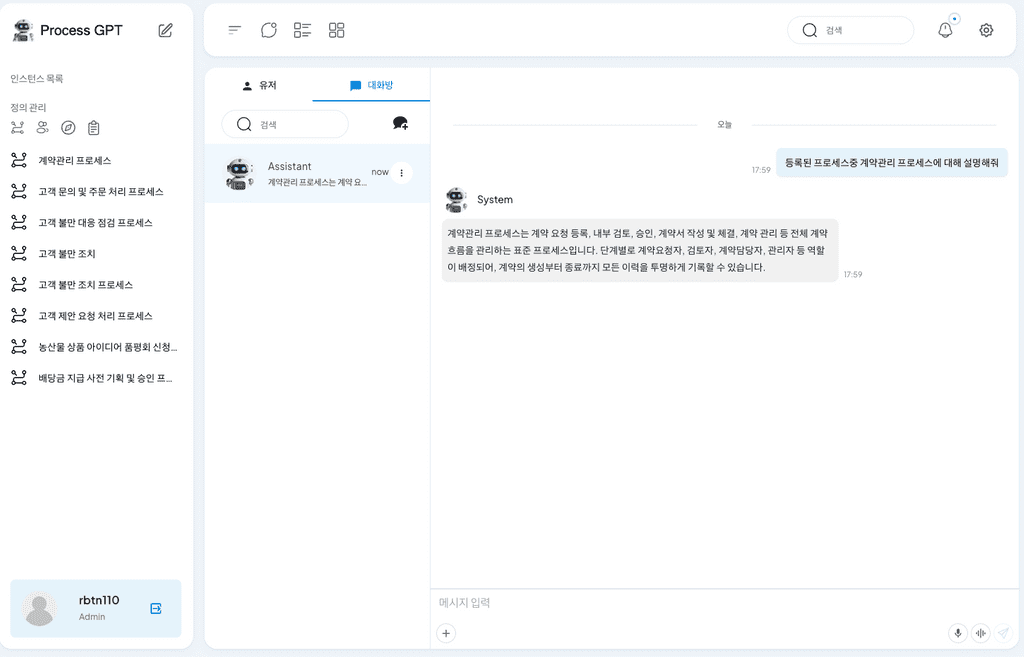 Process GPT
인스턴스 목록
정의 관리
계약관리 프로세스
고객 문의 및 주문 처리 프로세스
고객 불만 대응 점검 프로세스
고객 불만 조치
고객 불만 조치 프로세스
고객 제안 요청 처리 프로세스
농산물 상품 아이디어 품평회 신청...
배당금 지급 사전 기획 및 승인 프...
rbtn110
Admin
검색
유저
대화방
검색
Assistant
now
계약관리 프로세스는 계약 요...
오늘
17:59
등록된 프로세스중 계약관리 프로세스에 대해 설명해줘
System
계약관리 프로세스는 계약 요청 등록, 내부 검토, 승인, 계약서 작성 및 체결, 계약 관리 등 전체 계약
흐름을 관리하는 표준 프로세스입니다. 단계별로 계약요청자, 검토자, 계약담당자, 관리자 등 역할
이 배정되어, 계약의 생성부터 종료까지 모든 이력을 투명하게 기록할 수 있습니다.
17:59
메시지 입력